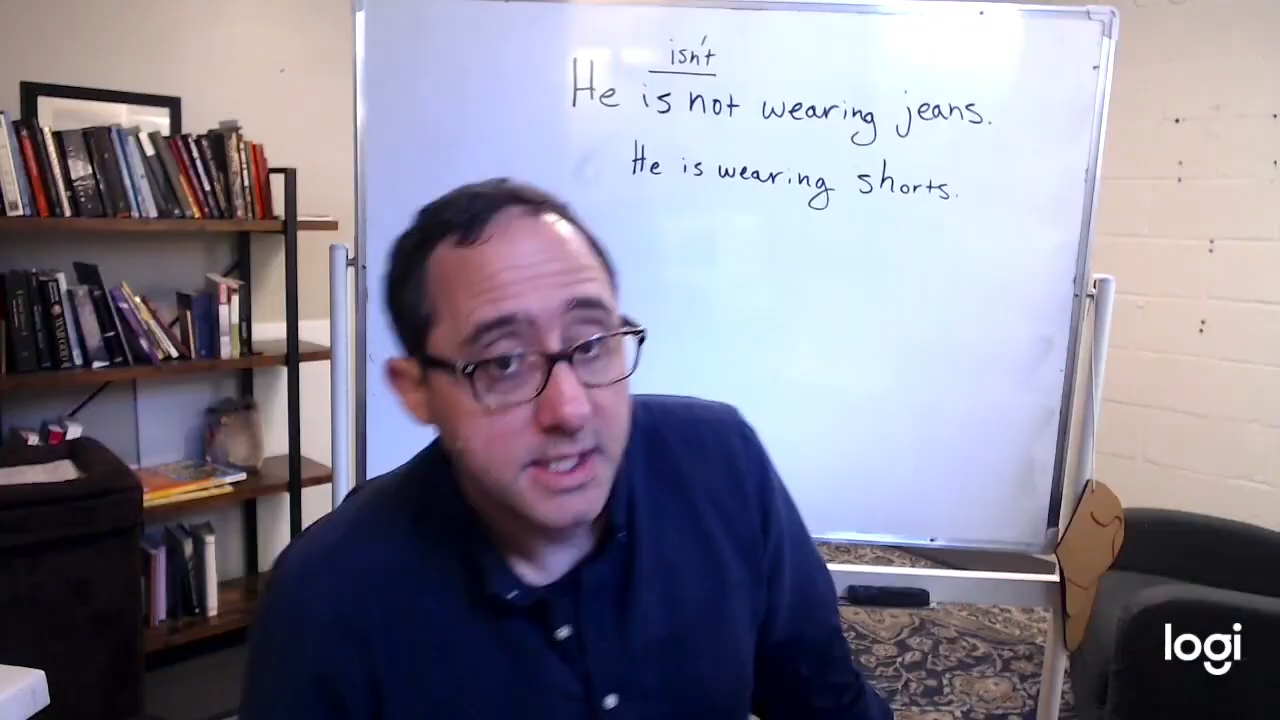 isn't
He is not wearing jeans.
He is wearing shorts.
logi